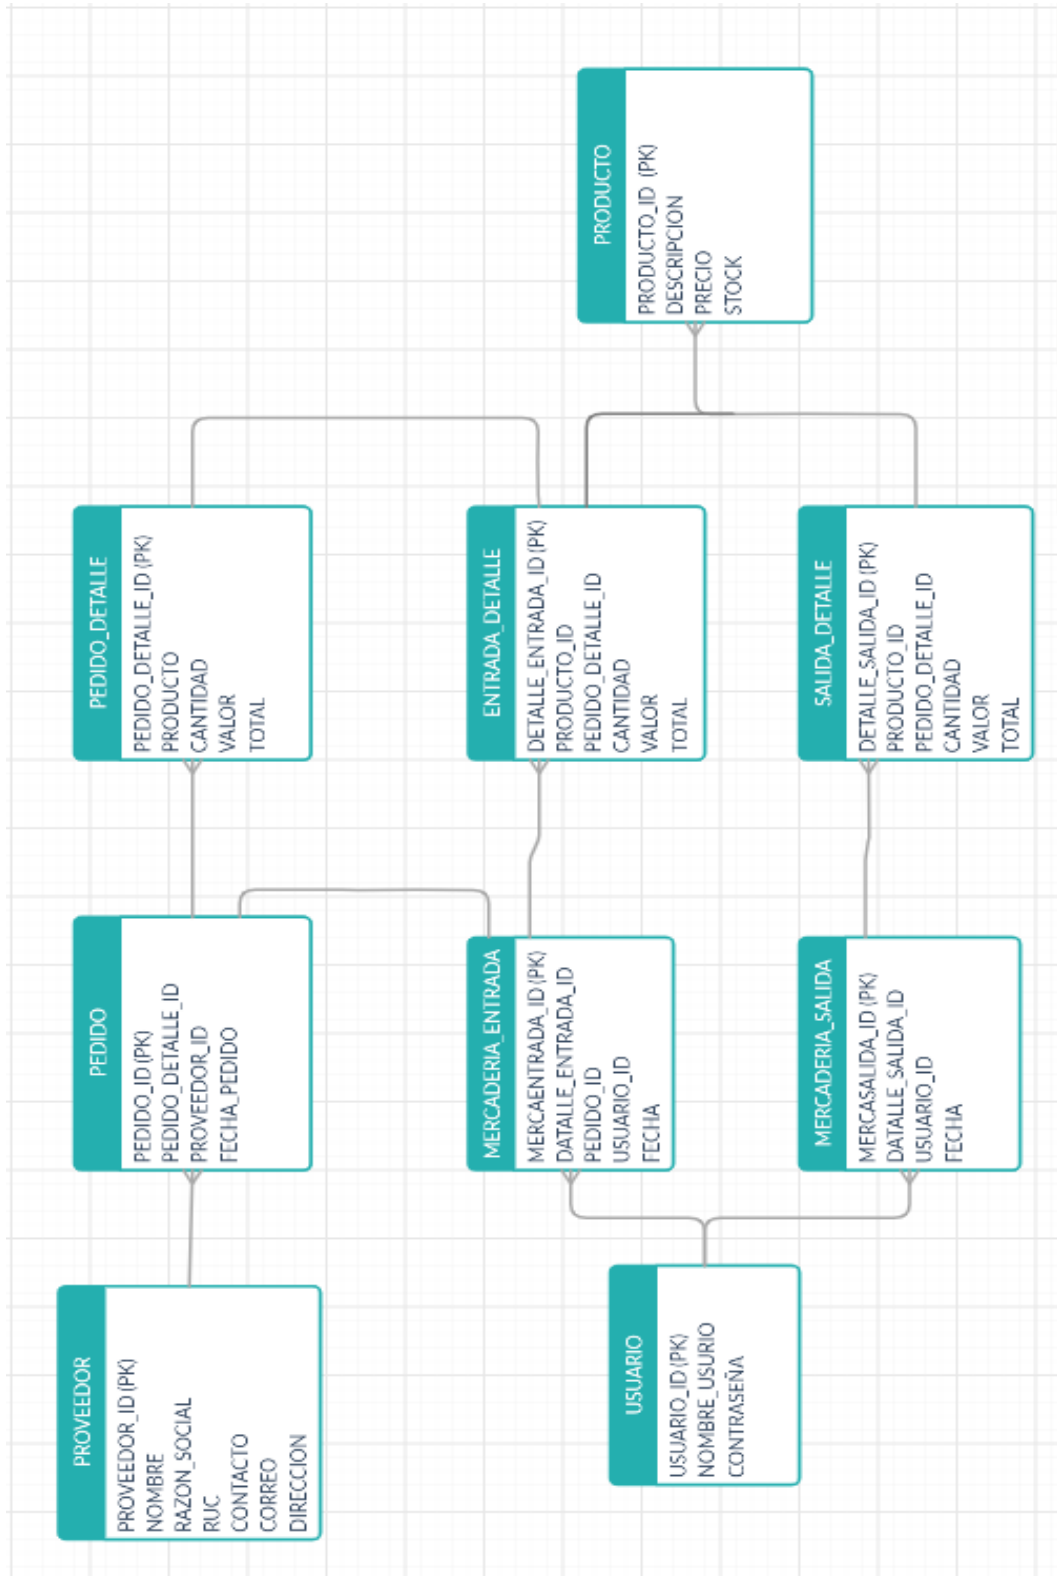 PROVEEDOR
PROVEEDOR_ID (PK)
NOMBRE
RAZON_SOCIAL
RUC
CONTACTO
CORREO
DIRECCION
PEDIDO
PEDIDO_ID (PK)
PEDIDO_DETALLE_ID
PROVEEDOR_ID
FECHA_PEDIDO
PEDIDO_DETALLE
PEDIDO_DETALLE_ID (PK)
PRODUCTO
CANTIDAD
VALOR
TOTAL
USUARIO
USUARIO_ID (PK)
NOMBRE_USURIO
CONTRASEÑA
MERCADERIA_ENTRADA
MERCAENTRADA_ID (PK)
DATALLE_ENTRADA_ID
PEDIDO_ID
USUARIO_ID
FECHA
ENTRADA_DETALLE
DETALLE_ENTRADA_ID (PK)
PRODUCTO_ID
PEDIDO_DETALLE_ID
CANTIDAD
VALOR
TOTAL
PRODUCTO
PRODUCTO_ID (PK)
DESCRIPCION
PRECIO
STOCK
MERCADERIA_SALIDA
MERCASALIDA_ID (PK)
DATALLE_SALIDA_ID
USUARIO_ID
FECHA
SALIDA_DETALLE
DETALLE_SALIDA_ID (PK)
PRODUCTO_ID
PEDIDO_DETALLE_ID
CANTIDAD
VALOR
TOTAL